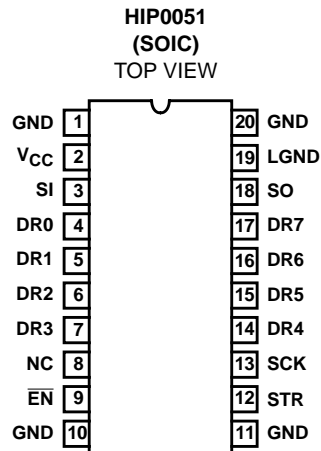 HIP0051
(SOIC)
TOP VIEW
GND 1 20 GND
VCC 2 19 LGND
SI 3 18 SO
DR0 4 17 DR7
DR1 5 16 DR6
DR2 6 15 DR5
DR3 7 14 DR4
NC 8 13 SCK
E̅N̅ 9 12 STR
GND 10 11 GND